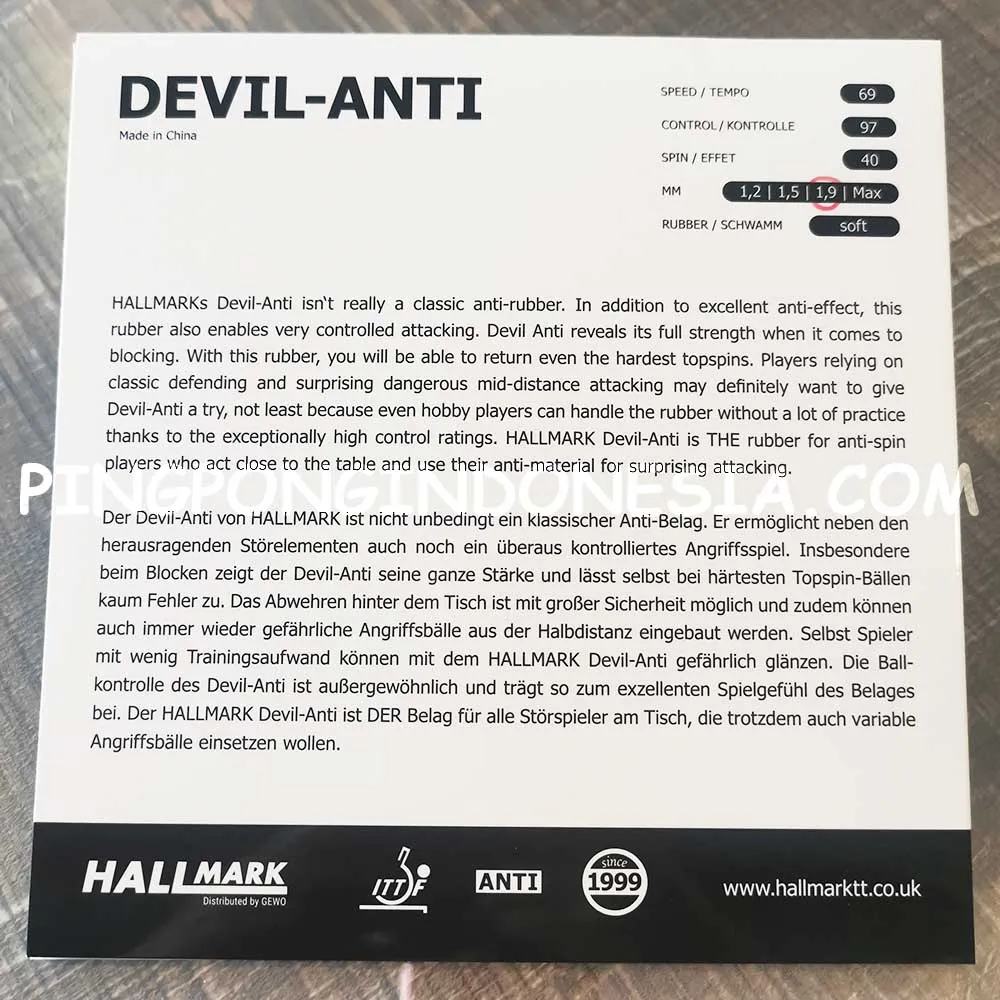 DEVIL-ANTI
Made in China
SPEED / TEMPO 69
CONTROL / KONTROLLE 97
SPIN / EFFET 40
MM 1,2 | 1,5 | 1,9 | Max
RUBBER / SCHWAMM soft
HALLMARKs Devil-Anti isn't really a classic anti-rubber. In addition to excellent anti-effect, this
rubber also enables very controlled attacking. Devil Anti reveals its full strength when it comes to
blocking. With this rubber, you will be able to return even the hardest topspins. Players relying on
classic defending and surprising dangerous mid-distance attacking may definitely want to give
Devil-Anti a try, not least because even hobby players can handle the rubber without a lot of practice
thanks to the exceptionally high control ratings. HALLMARK Devil-Anti is THE rubber for anti-spin
players who act close to the table and use their anti-material for surprising attacking.
PINGPONGINDONESIA.COM
Der Devil-Anti von HALLMARK ist nicht unbedingt ein klassischer Anti-Belag. Er ermöglicht neben den
herausragenden Störelementen auch noch ein überaus kontrolliertes Angriffsspiel. Insbesondere
beim Blocken zeigt der Devil-Anti seine ganze Stärke und lässt selbst bei härtesten Topspin-Bällen
kaum Fehler zu. Das Abwehren hinter dem Tisch ist mit großer Sicherheit möglich und zudem können
auch immer wieder gefährliche Angriffsbälle aus der Halbdistanz eingebaut werden. Selbst Spieler
mit wenig Trainingsaufwand können mit dem HALLMARK Devil-Anti gefährlich glänzen. Die Ball-
kontrolle des Devil-Anti ist außergewöhnlich und trägt so zum exzellenten Spielgefühl des Belages
bei. Der HALLMARK Devil-Anti ist DER Belag für alle Störspieler am Tisch, die trotzdem auch variable
Angriffsbälle einsetzen wollen.
HALLMARK
Distributed by GEWO
ITTF
ANTI
since
1999
www.hallmarktt.co.uk